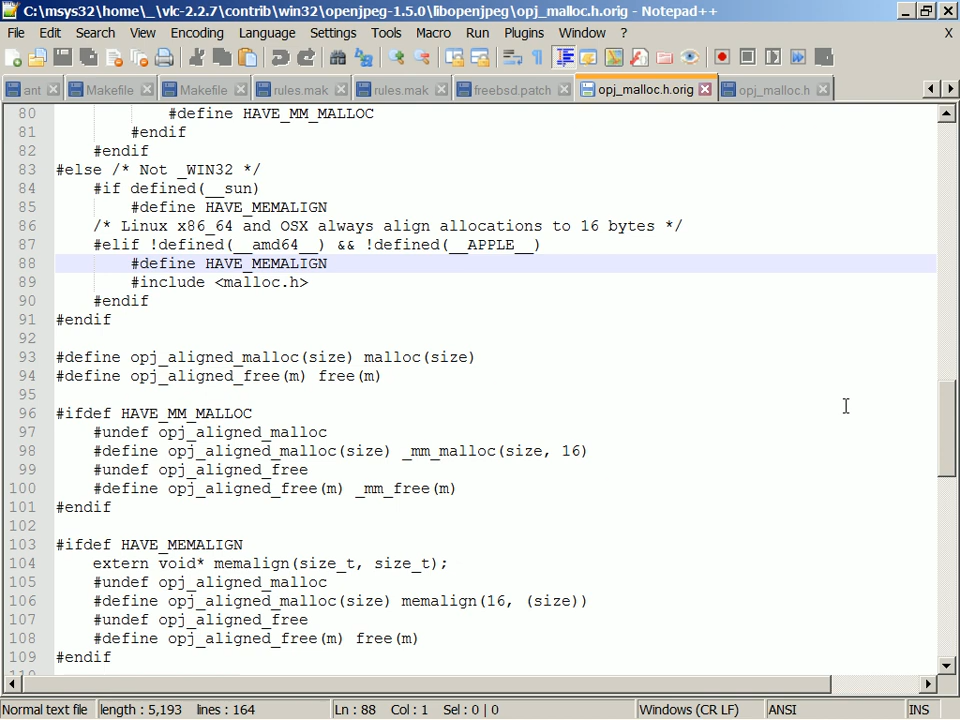 C:\msys32\home\_\vlc-2.2.7\contrib\win32\openjpeg-1.5.0\libopenjpeg\opj_malloc.h.orig - Notepad++
File Edit Search View Encoding Language Settings Tools Macro Run Plugins Window ? X
ant Makefile Makefile rules.mak rules.mak freebsd.patch opj_malloc.h.orig opj_malloc.h
80 #define HAVE_MM_MALLOC
81 #endif
82 #endif
83 #else /* Not _WIN32 */
84 #if defined(__sun)
85 #define HAVE_MEMALIGN
86 /* Linux x86_64 and OSX always align allocations to 16 bytes */
87 #elif !defined(__amd64__) && !defined(__APPLE__)
88 #define HAVE_MEMALIGN
89 #include <malloc.h>
90 #endif
91 #endif
92
93 #define opj_aligned_malloc(size) malloc(size)
94 #define opj_aligned_free(m) free(m)
95
96 #ifdef HAVE_MM_MALLOC
97 #undef opj_aligned_malloc
98 #define opj_aligned_malloc(size) _mm_malloc(size, 16)
99 #undef opj_aligned_free
100 #define opj_aligned_free(m) _mm_free(m)
101 #endif
102
103 #ifdef HAVE_MEMALIGN
104 extern void* memalign(size_t, size_t);
105 #undef opj_aligned_malloc
106 #define opj_aligned_malloc(size) memalign(16, (size))
107 #undef opj_aligned_free
108 #define opj_aligned_free(m) free(m)
109 #endif
Normal text file length : 5,193 lines : 164 Ln : 88 Col : 1 Sel : 0 | 0 Windows (CR LF) ANSI INS